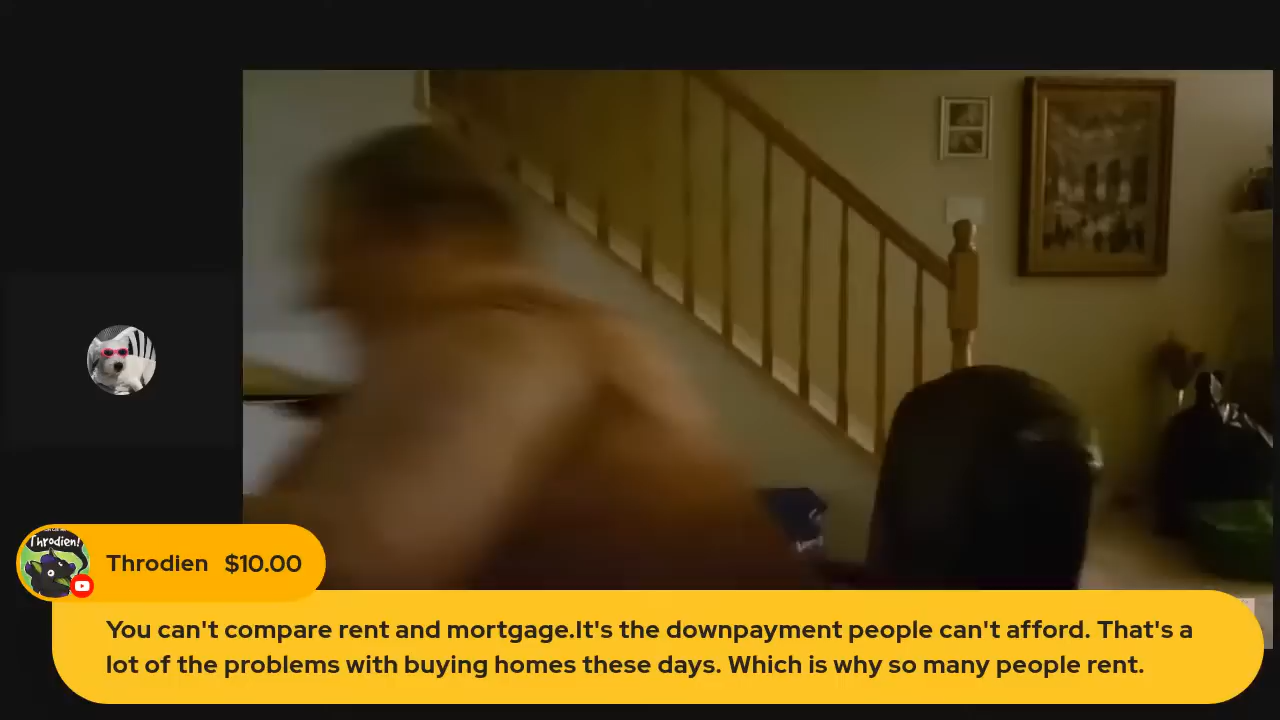 Throdien!
Throdien $10.00
You can't compare rent and mortgage.It's the downpayment people can't afford. That's a
lot of the problems with buying homes these days. Which is why so many people rent.